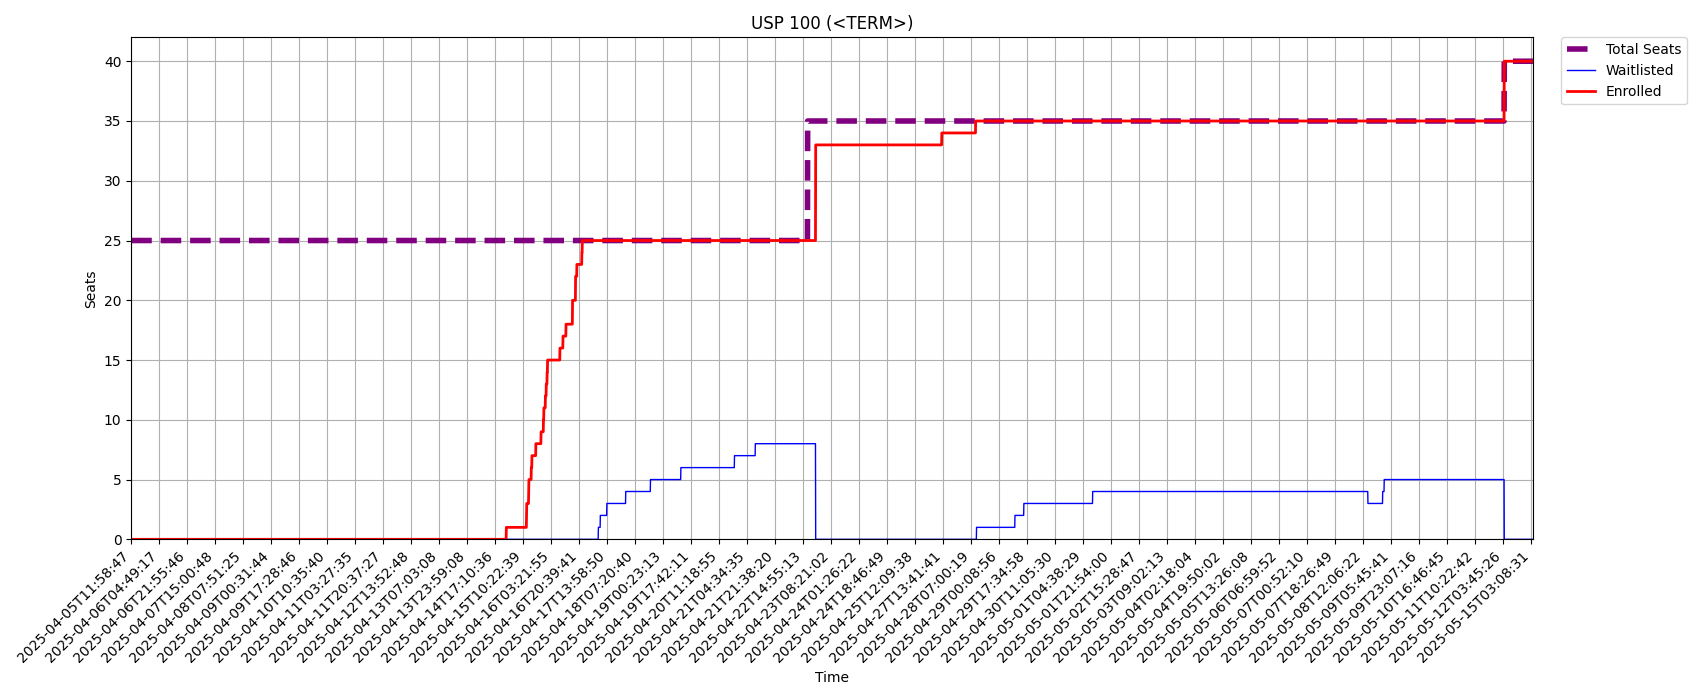 USP 100 (<TERM>)
Total Seats
Waitlisted
Enrolled
40
35
30
25
20
15
10
5
0
Seats
2025-04-05T11:58:47
2025-04-06T04:49:17
2025-04-06T21:55:46
2025-04-07T15:00:48
2025-04-08T07:51:25
2025-04-09T00:31:44
2025-04-09T17:28:46
2025-04-10T10:35:40
2025-04-11T03:27:35
2025-04-11T20:37:27
2025-04-12T13:52:48
2025-04-13T07:03:08
2025-04-13T23:59:08
2025-04-14T17:10:36
2025-04-15T10:22:39
2025-04-16T03:21:55
2025-04-16T20:39:41
2025-04-17T13:58:50
2025-04-18T07:20:40
2025-04-19T00:23:13
2025-04-19T17:42:11
2025-04-20T11:18:55
2025-04-21T04:34:35
2025-04-21T21:38:20
2025-04-22T14:55:13
2025-04-23T08:21:02
2025-04-24T01:26:22
2025-04-24T18:46:49
2025-04-25T12:09:38
2025-04-27T13:41:41
2025-04-28T07:00:19
2025-04-29T00:08:56
2025-04-29T17:34:58
2025-04-30T11:05:30
2025-05-01T04:38:29
2025-05-01T21:54:00
2025-05-02T15:28:47
2025-05-03T09:02:13
2025-05-04T02:18:04
2025-05-04T19:50:02
2025-05-05T13:26:08
2025-05-06T06:59:52
2025-05-07T00:52:10
2025-05-07T18:26:49
2025-05-08T12:06:22
2025-05-09T05:45:41
2025-05-09T23:07:16
2025-05-10T16:46:45
2025-05-11T10:22:42
2025-05-12T03:45:26
2025-05-15T03:08:31
Time